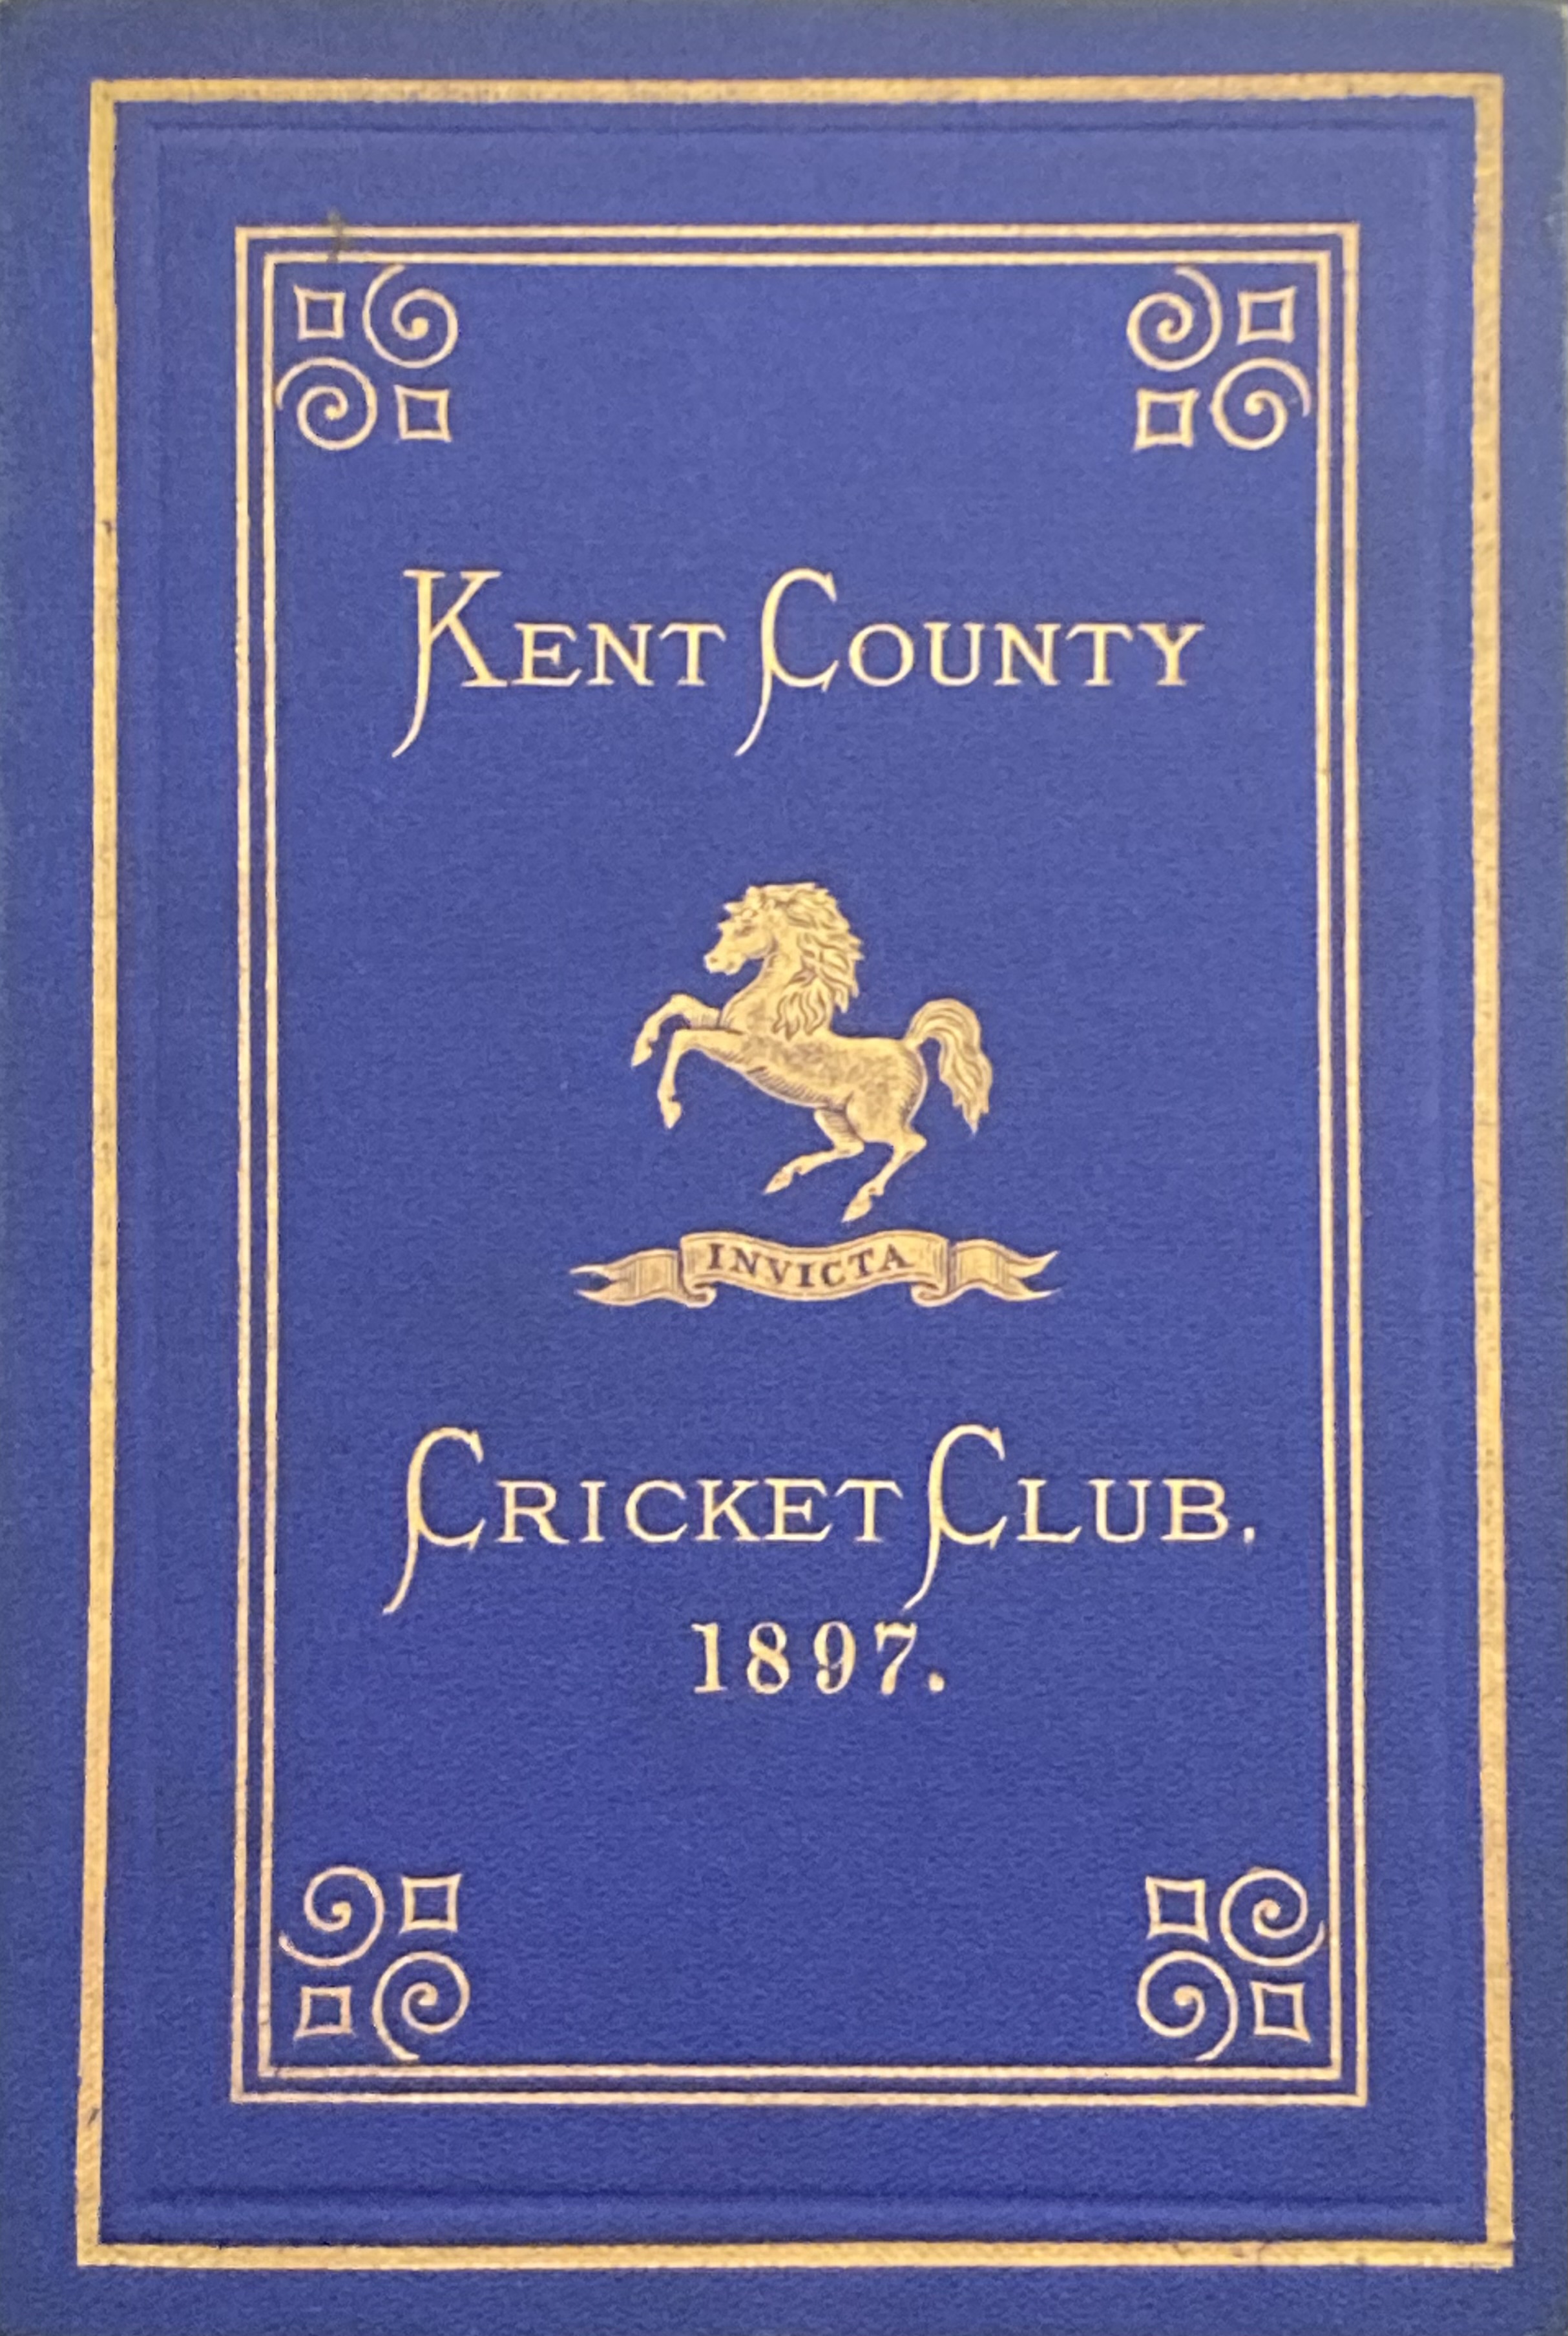 KENT COUNTY
INVICTA
CRICKET CLUB.
1897.